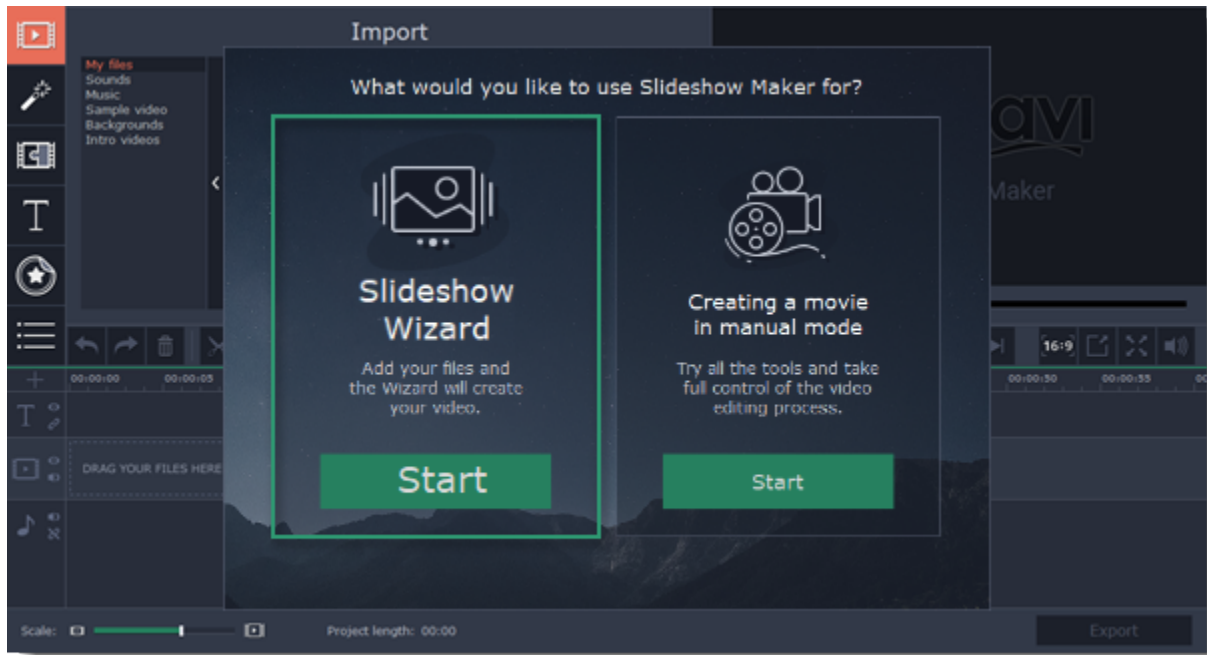 Import
My files
Sounds
Music
Sample video
Backgrounds
Intro videos
What would you like to use Slideshow Maker for?
avi
Maker
Slideshow
Wizard
Add your files and
the Wizard will create
your video.
Start
Creating a movie
in manual mode
Try all the tools and take
full control of the video
editing process.
Start
16:9
00:00:00 00:00:05 00:00:50 00:00:55
DRAG YOUR FILES HERE
Scale:
Project length: 00:00
Export